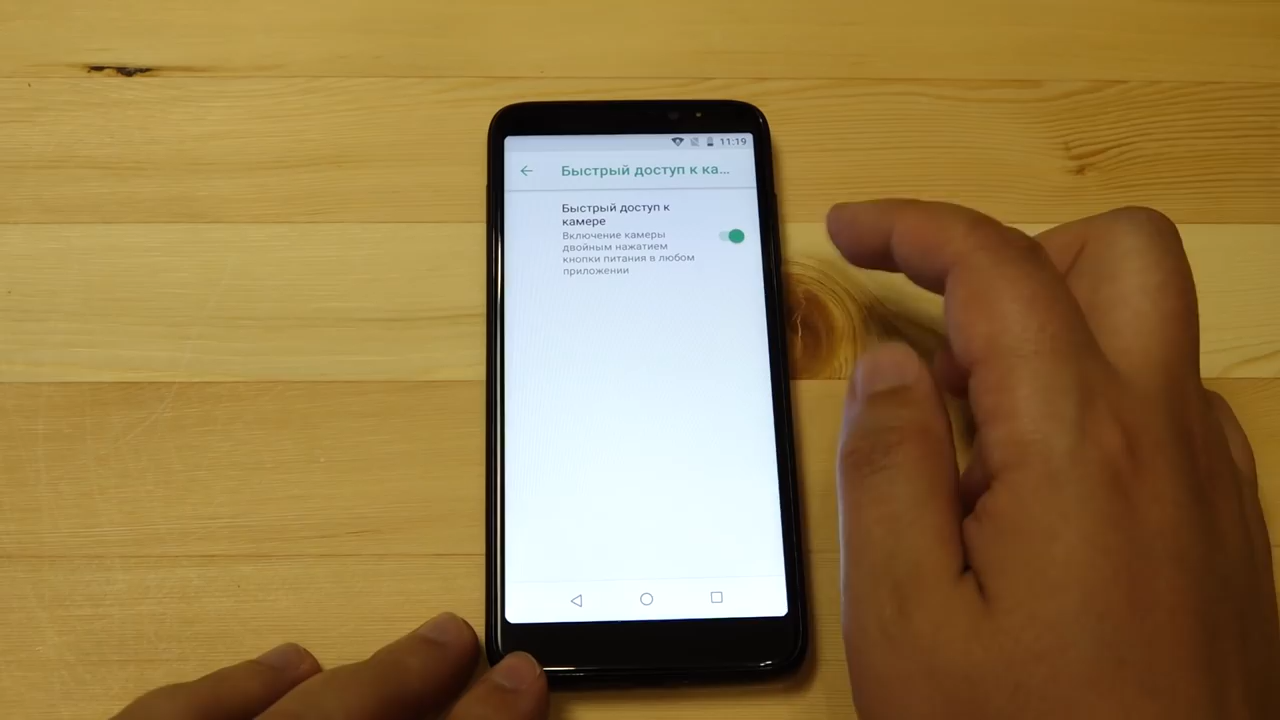 11:19
Быстрый доступ к ка...
Быстрый доступ к
камере
Включение камеры
двойным нажатием
кнопки питания в любом
приложении